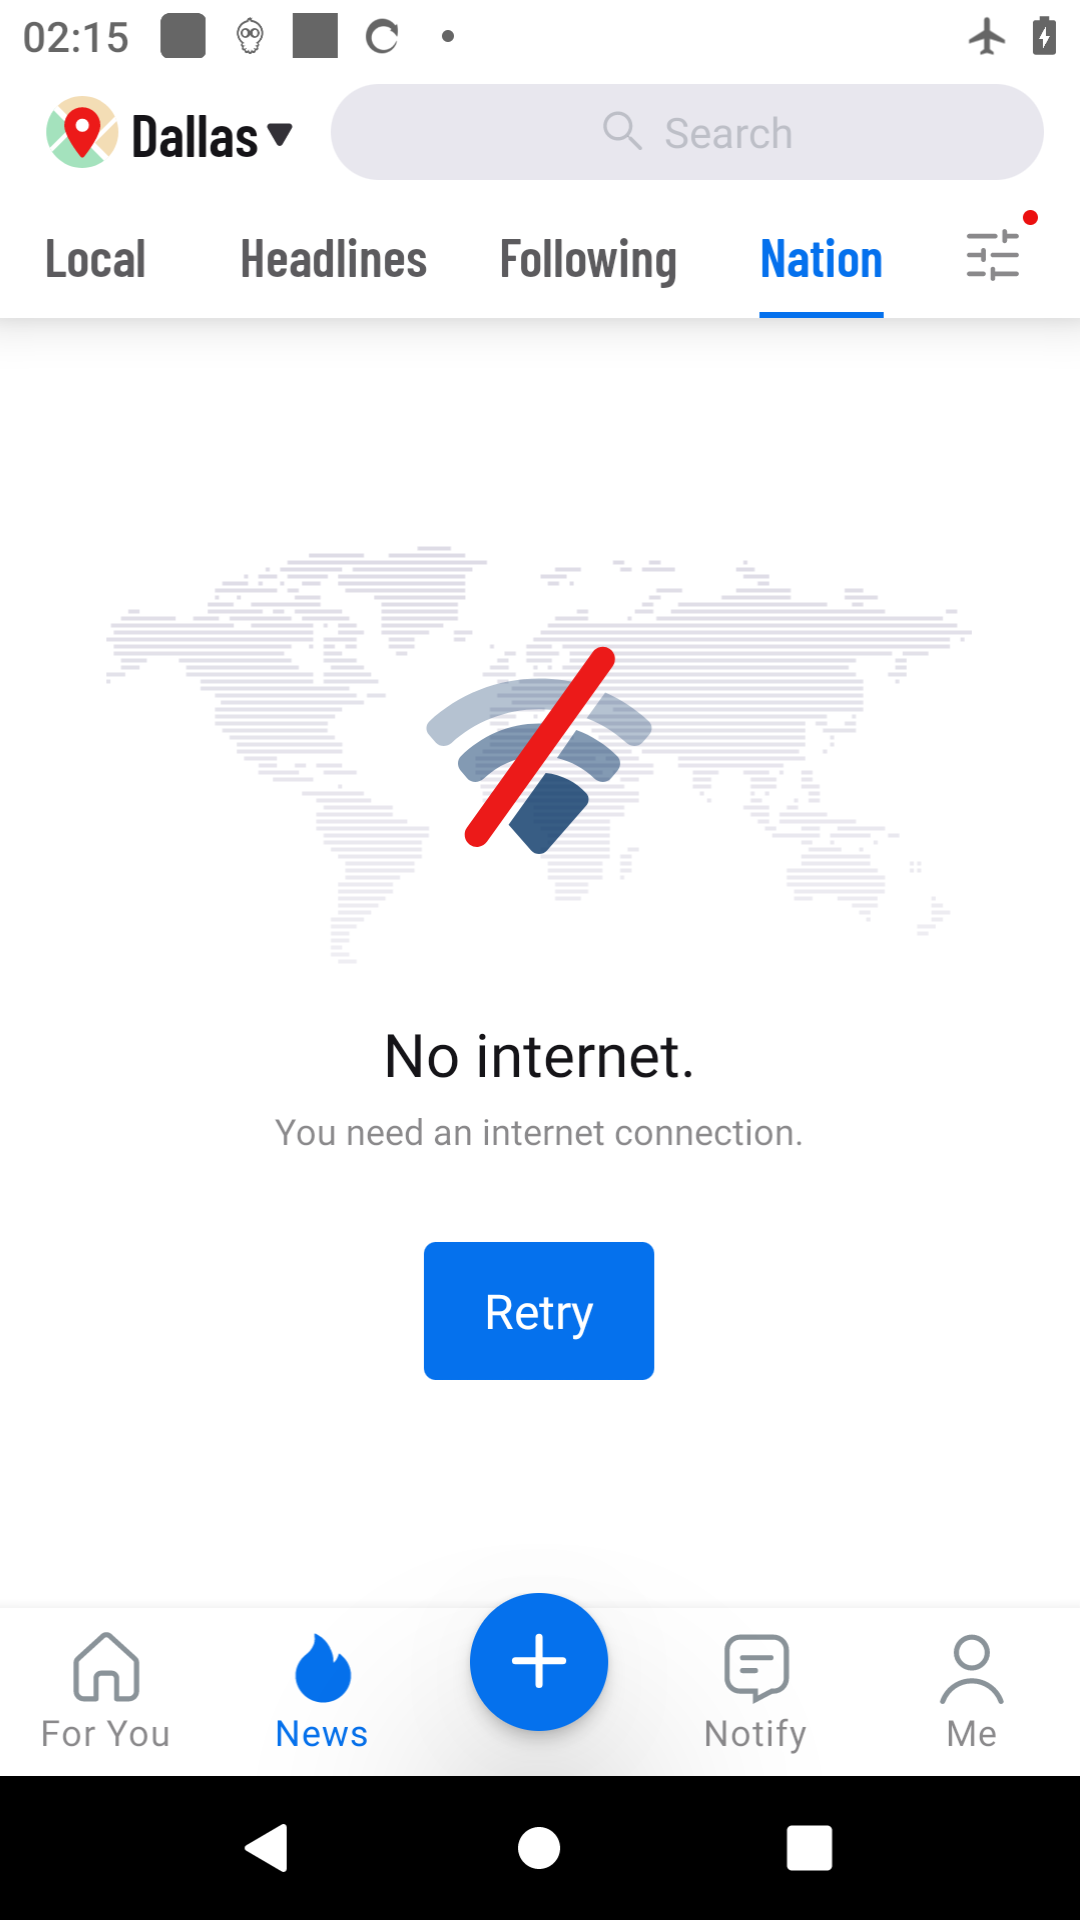 02:15
Dallas
Search
Local Headlines Following Nation
No internet.
You need an internet connection.
Retry
For You News Notify Me